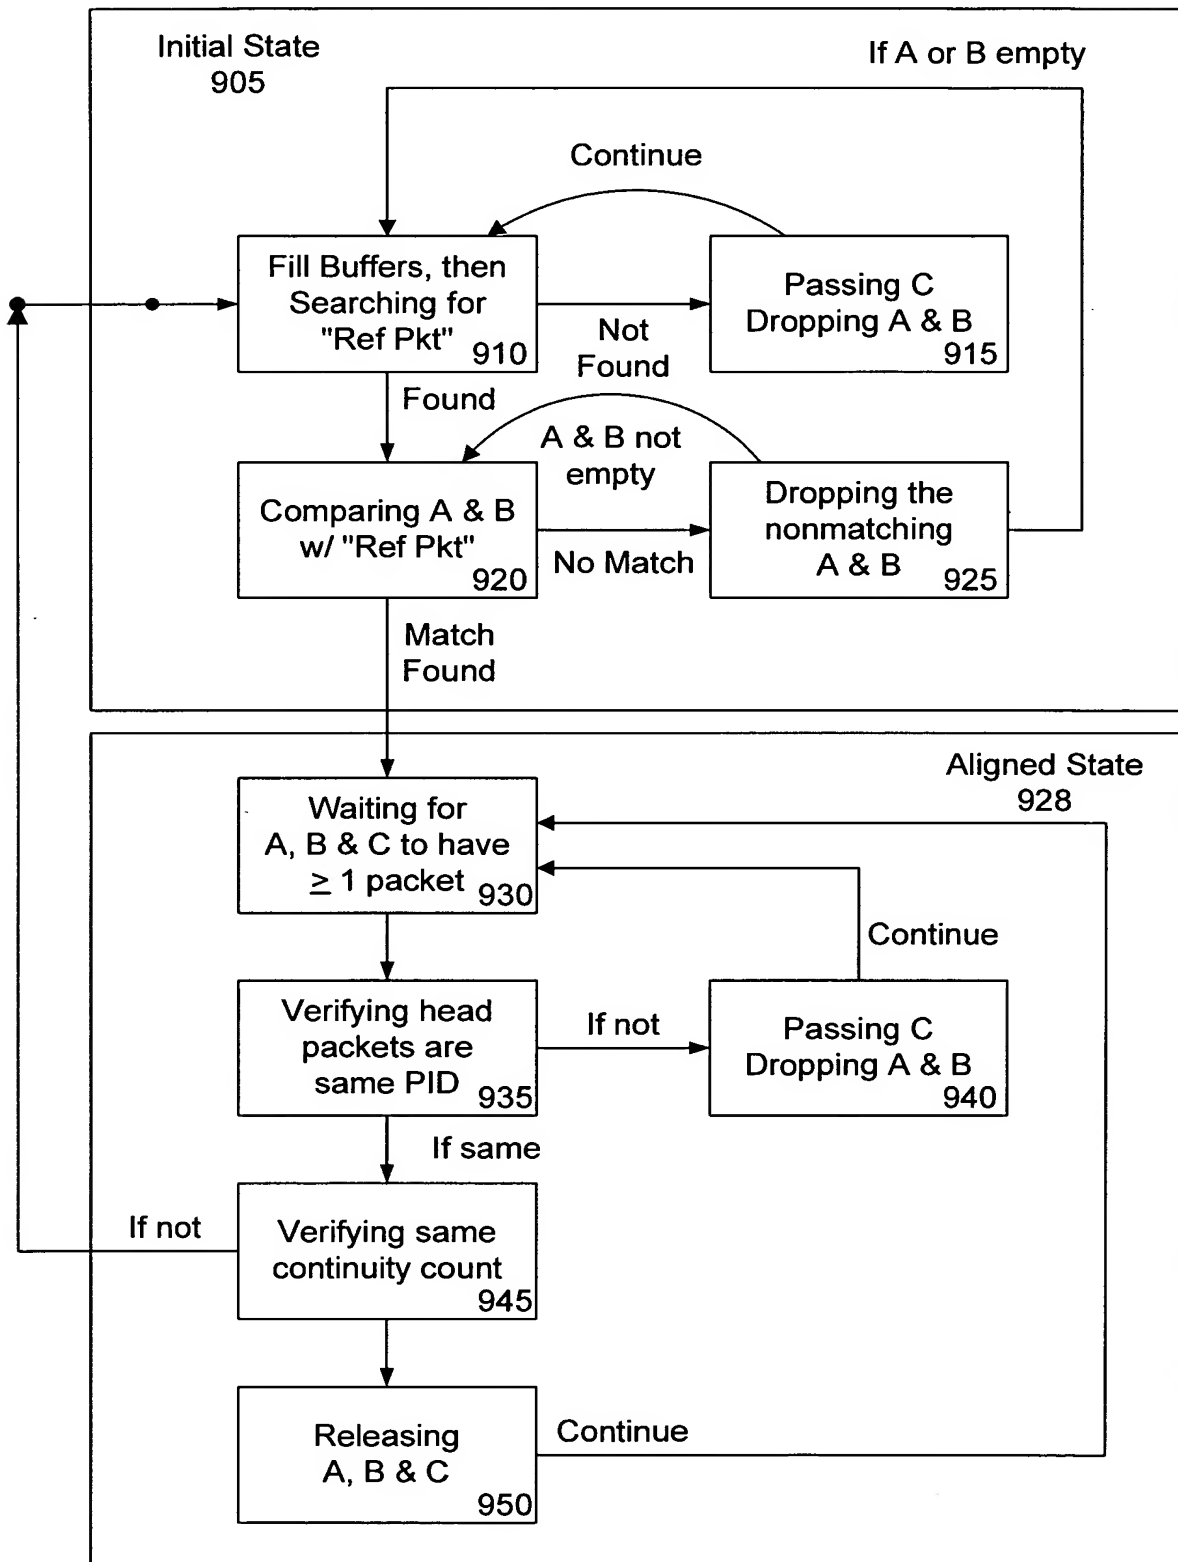 Initial State
905
If A or B empty
Continue
Fill Buffers, then
Searching for
"Ref Pkt"
910
Not
Found
Passing C
Dropping A & B
915
Found
A & B not
empty
Comparing A & B
w/ "Ref Pkt"
920
No Match
Dropping the
nonmatching
A & B
925
Match
Found
Aligned State
928
Waiting for
A, B & C to have
≥ 1 packet
930
Continue
Verifying head
packets are
same PID
935
If not
Passing C
Dropping A & B
940
If same
If not
Verifying same
continuity count
945
Releasing
A, B & C
950
Continue